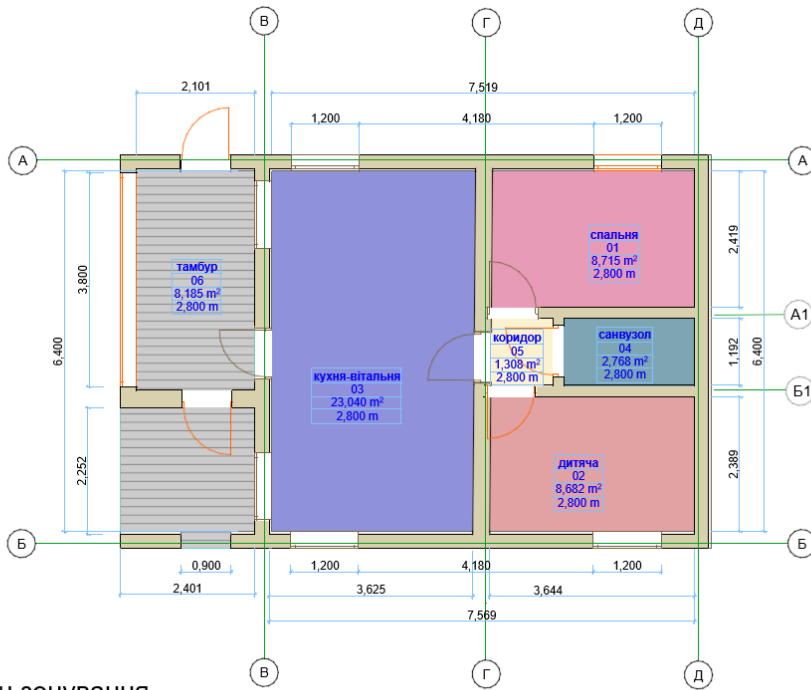 В Г Д
2,101 7,519
1,200 4,180 1,200
А А
спальня
01
8,715 m²
2,800 m
2,419
тамбур
06
8,185 m²
2,800 m
3,800
6,400
А1
коридор
05
1,308 m²
2,800 m
санвузол
04
2,768 m²
2,800 m
1,192
6,400
кухня-вітальня
03
23,040 m²
2,800 m
Б1
дитяча
02
8,682 m²
2,800 m
2,252
2,389
Б Б
0,900 1,200 4,180 1,200
2,401 3,625 3,644
7,569
В Г Д
зонування